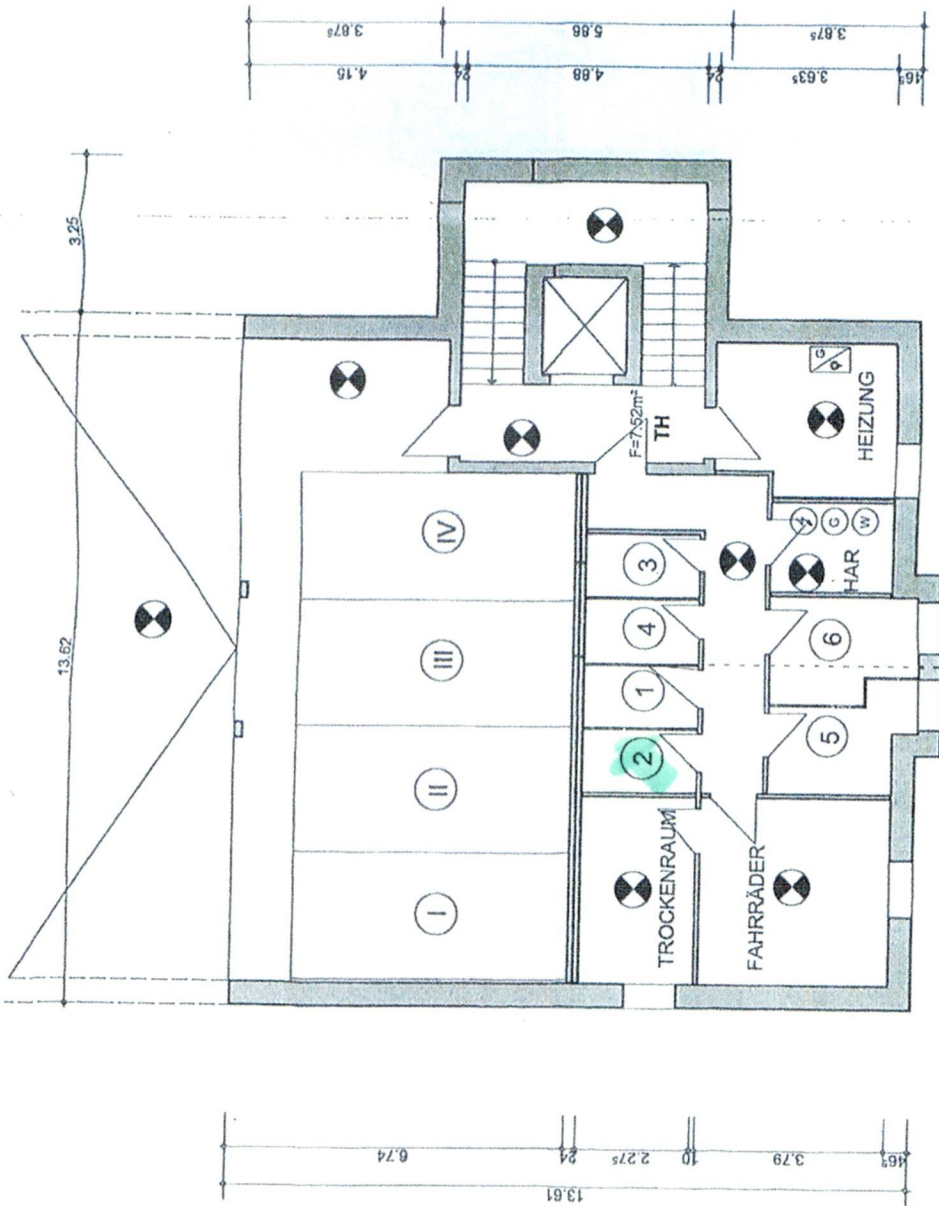 3.87⁵
5.86
3.87⁵
4.15
24
4.88
24
3.63⁵
46⁵
3.25
13.62
F=7.52m²
TH
HEIZUNG
G
HAR
G
W
IV
III
II
I
3
4
1
2
6
5
TROCKENRAUM
FAHRRÄDER
6.74
24
2.27⁵
10
3.79
46⁵
13.61